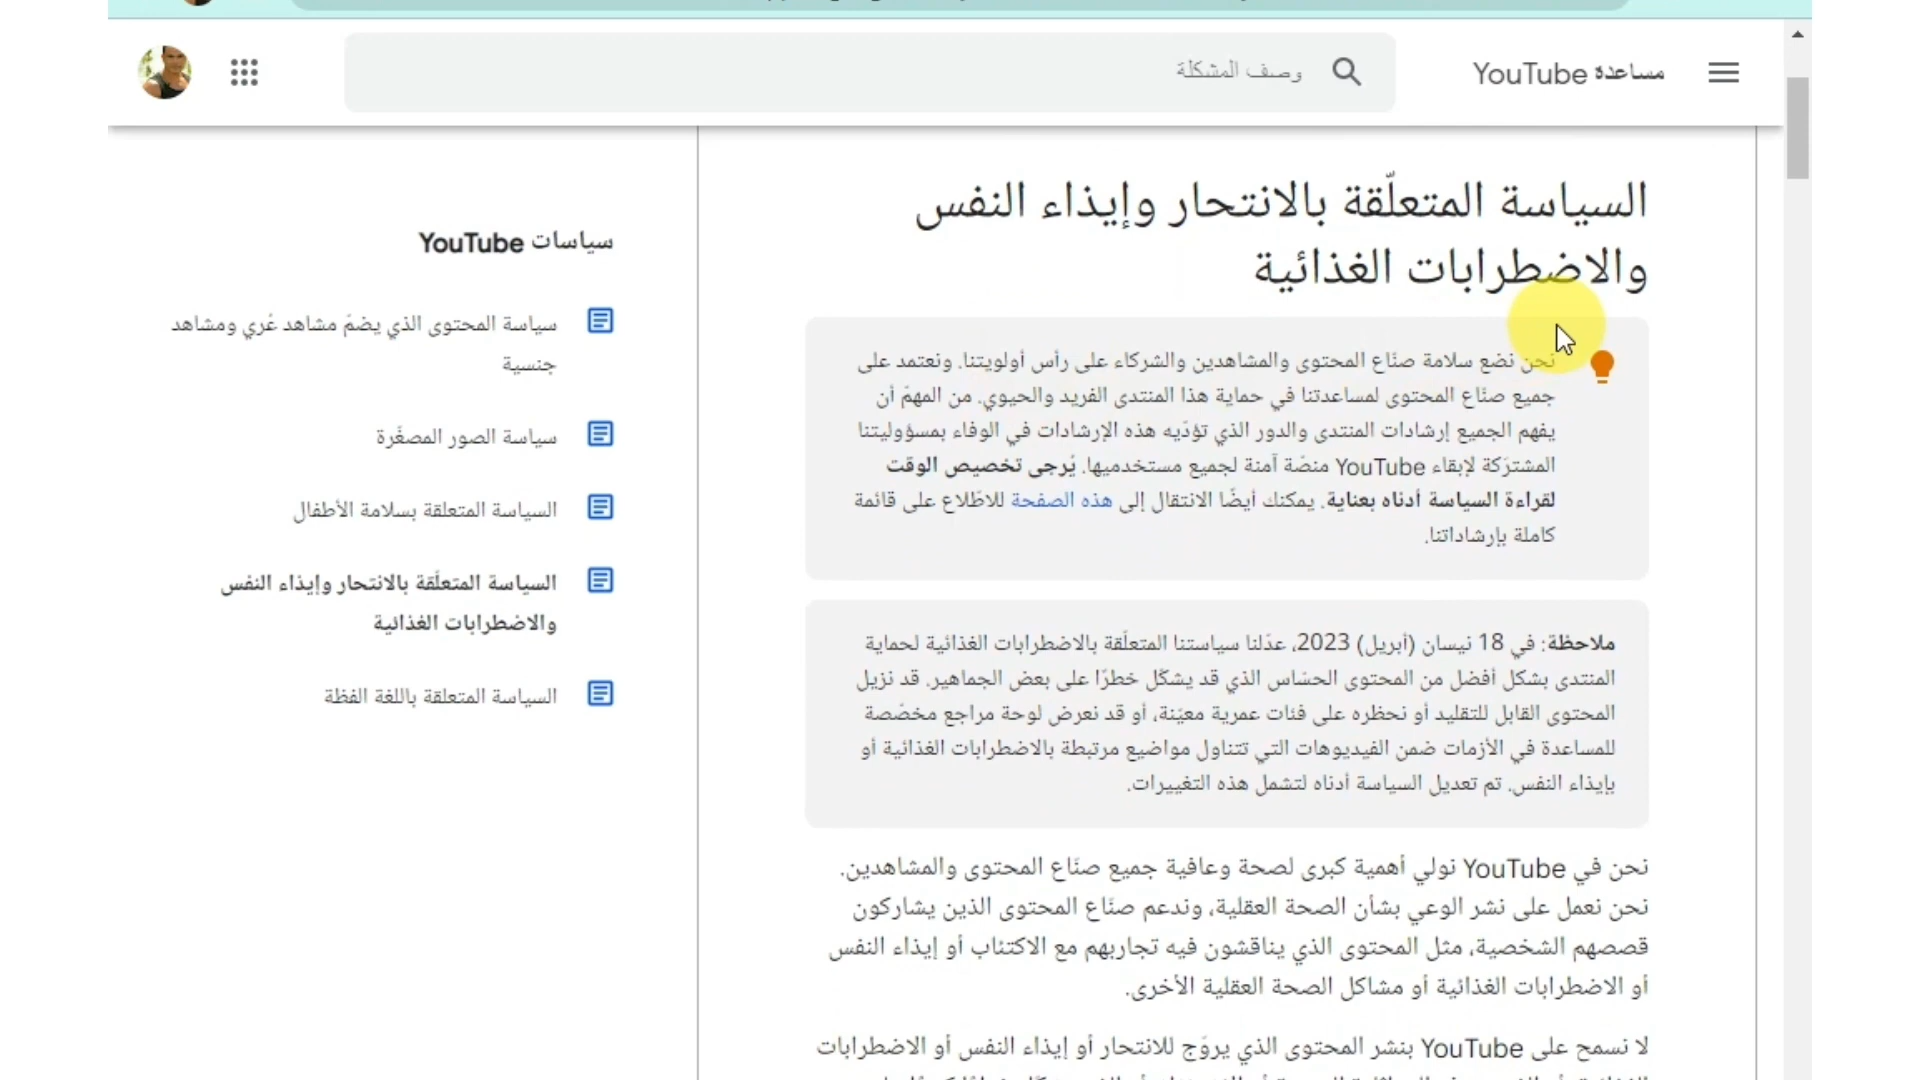 مساعدة YouTube
وصف المشكلة
السياسة المتعلّقة بالانتحار وإيذاء النفس
والاضطرابات الغذائية
نحن نضع سلامة صنّاع المحتوى والمشاهدين والشركاء على رأس أولويتنا. ونعتمد على
جميع صنّاع المحتوى لمساعدتنا في حماية هذا المنتدى الفريد والحيوي. من المهمّ أن
يفهم الجميع إرشادات المنتدى والدور الذي تؤدّيه هذه الإرشادات في الوفاء بمسؤوليتنا
المشتركة لإبقاء YouTube منصّة آمنة لجميع مستخدميها. يُرجى تخصيص الوقت
لقراءة السياسة أدناه بعناية. يمكنك أيضًا الانتقال إلى هذه الصفحة للاطّلاع على قائمة
كاملة بإرشاداتنا.
ملاحظة: في 18 نيسان (أبريل) 2023، عدّلنا سياستنا المتعلّقة بالاضطرابات الغذائية لحماية
المنتدى بشكل أفضل من المحتوى الحسّاس الذي قد يشكّل خطرًا على بعض الجماهير. قد نزيل
المحتوى القابل للتقليد أو نحظره على فئات عمرية معيّنة، أو قد نعرض لوحة مراجع مخصّصة
للمساعدة في الأزمات ضمن الفيديوهات التي تتناول مواضيع مرتبطة بالاضطرابات الغذائية أو
بإيذاء النفس. تم تعديل السياسة أدناه لتشمل هذه التغييرات.
نحن في YouTube نولي أهمية كبرى لصحة وعافية جميع صنّاع المحتوى والمشاهدين.
نحن نعمل على نشر الوعي بشأن الصحة العقلية، وندعم صنّاع المحتوى الذين يشاركون
قصصهم الشخصية، مثل المحتوى الذي يناقشون فيه تجاربهم مع الاكتئاب أو إيذاء النفس
أو الاضطرابات الغذائية أو مشاكل الصحة العقلية الأخرى.
لا نسمح على YouTube بنشر المحتوى الذي يروّج للانتحار أو إيذاء النفس أو الاضطرابات
سياسات YouTube
سياسة المحتوى الذي يضمّ مشاهد عُري ومشاهد
جنسية
سياسة الصور المصغّرة
السياسة المتعلقة بسلامة الأطفال
السياسة المتعلّقة بالانتحار وإيذاء النفس
والاضطرابات الغذائية
السياسة المتعلقة باللغة الفظة